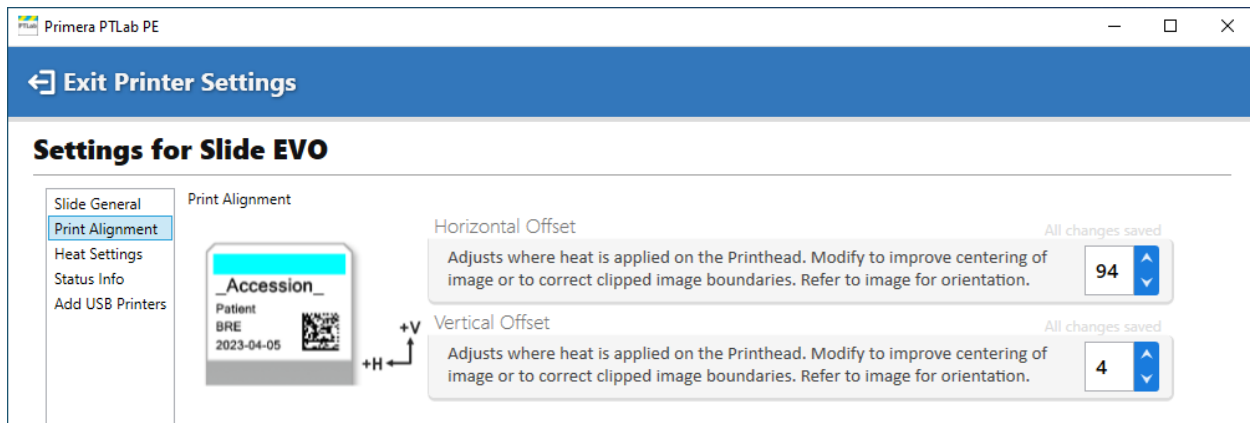 PTLab Primera PTLab PE
Exit Printer Settings
Settings for Slide EVO
Slide General
Print Alignment
Heat Settings
Status Info
Add USB Printers
Print Alignment
_Accession_
Patient
BRE
2023-04-05
+V
+H
Horizontal Offset
All changes saved
Adjusts where heat is applied on the Printhead. Modify to improve centering of
image or to correct clipped image boundaries. Refer to image for orientation.
94
Vertical Offset
All changes saved
Adjusts where heat is applied on the Printhead. Modify to improve centering of
image or to correct clipped image boundaries. Refer to image for orientation.
4